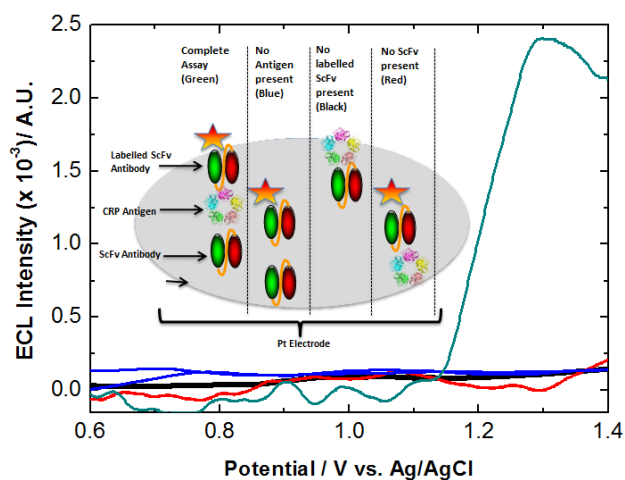 Complete
Assay
(Green)
No
Antigen
present
(Blue)
No
labelled
ScFv
present
(Black)
No ScFv
present
(Red)
Labelled ScFv
Antibody
CRP Antigen
ScFv Antibody
Pt Electrode
ECL Intensity (x 10⁻³)/ A.U.
2.5
2.0
1.5
1.0
0.5
0.0
0.6 0.8 1.0 1.2 1.4
Potential / V vs. Ag/AgCl